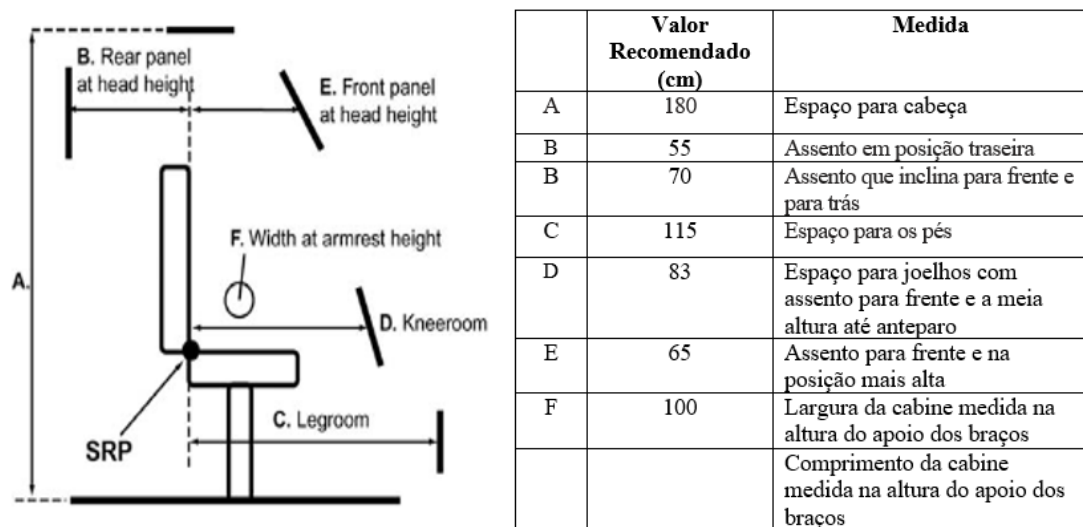 B. Rear panel
at head height
E. Front panel
at head height
F. Width at armrest height
A.
D. Kneeroom
C. Legroom
SRP
Valor
Recomendado
(cm)
Medida
A 180 Espaço para cabeça
B 55 Assento em posição traseira
B 70 Assento que inclina para frente e
para trás
C 115 Espaço para os pés
D 83 Espaço para joelhos com
assento para frente e a meia
altura até anteparo
E 65 Assento para frente e na
posição mais alta
F 100 Largura da cabine medida na
altura do apoio dos braços
Comprimento da cabine
medida na altura do apoio dos
braços